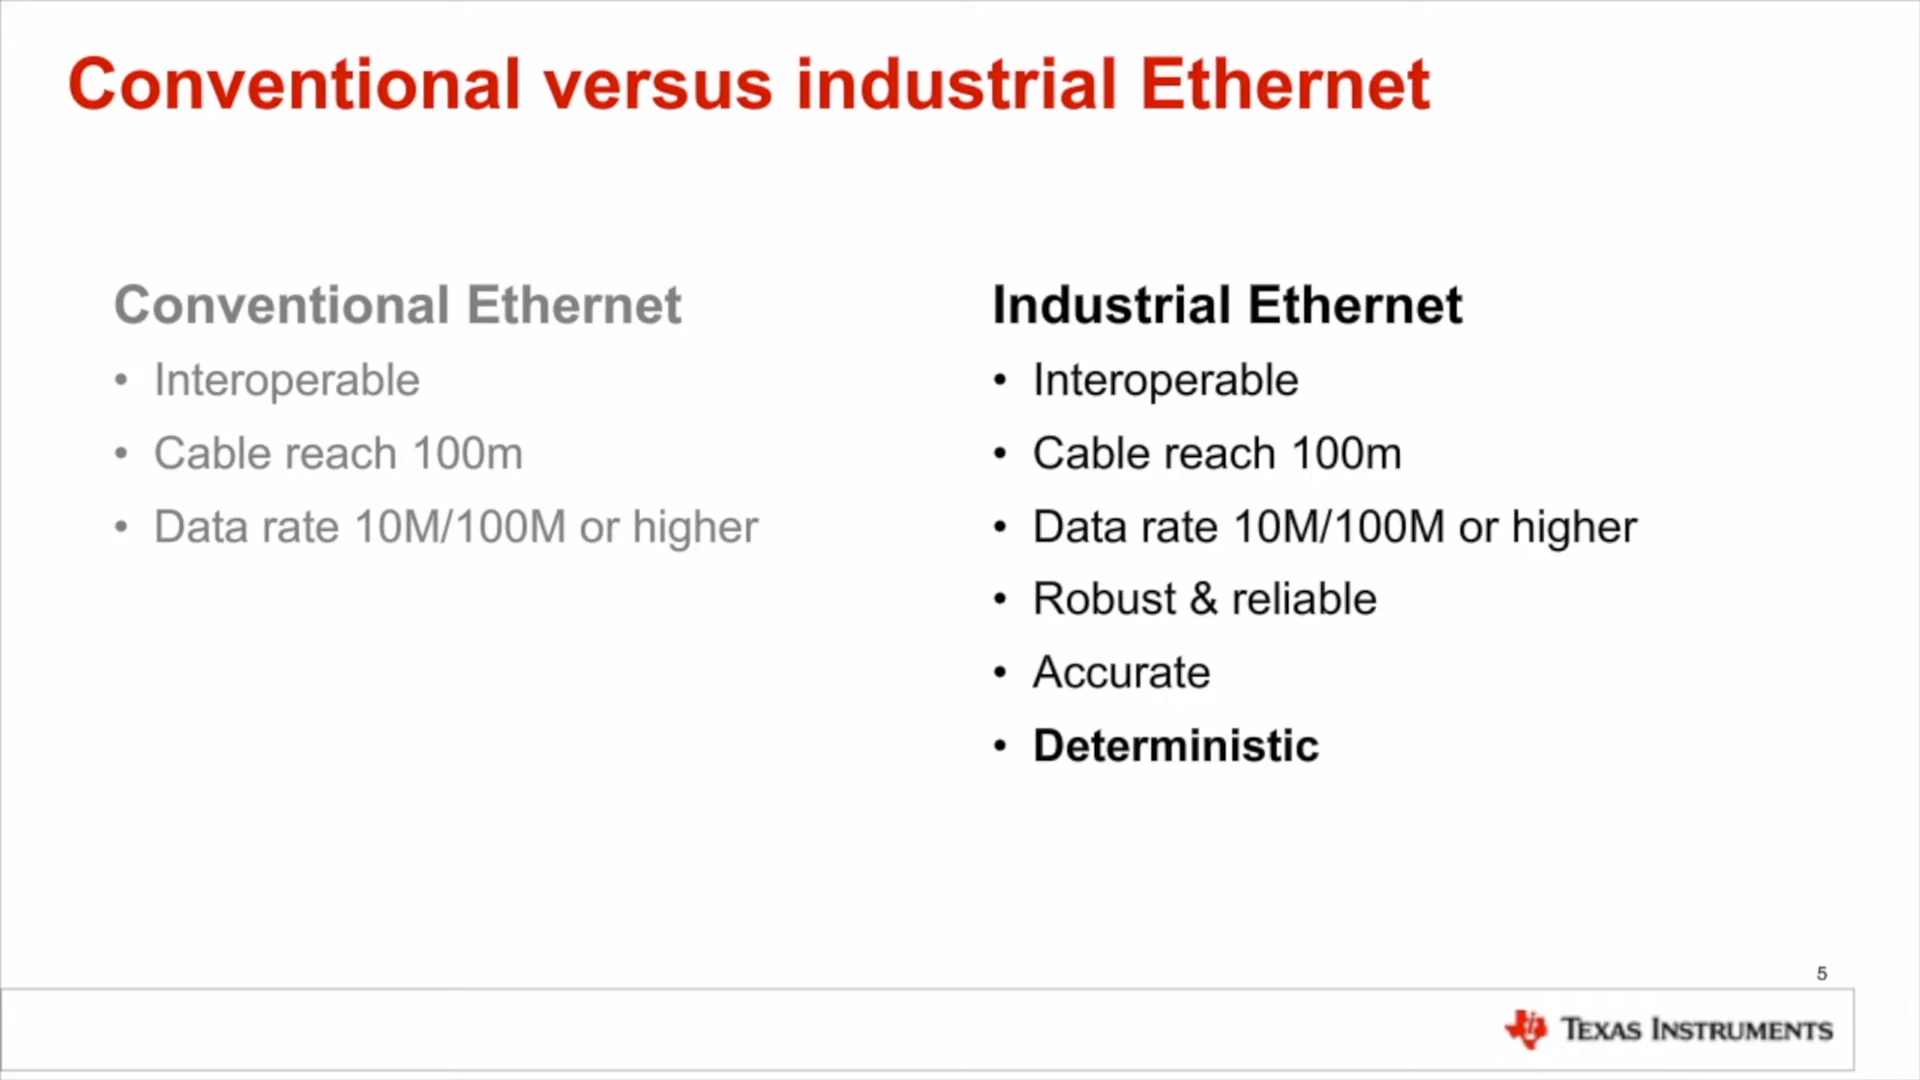 Conventional versus industrial Ethernet
Conventional Ethernet
• Interoperable
• Cable reach 100m
• Data rate 10M/100M or higher
Industrial Ethernet
• Interoperable
• Cable reach 100m
• Data rate 10M/100M or higher
• Robust & reliable
• Accurate
• Deterministic
5
TEXAS INSTRUMENTS